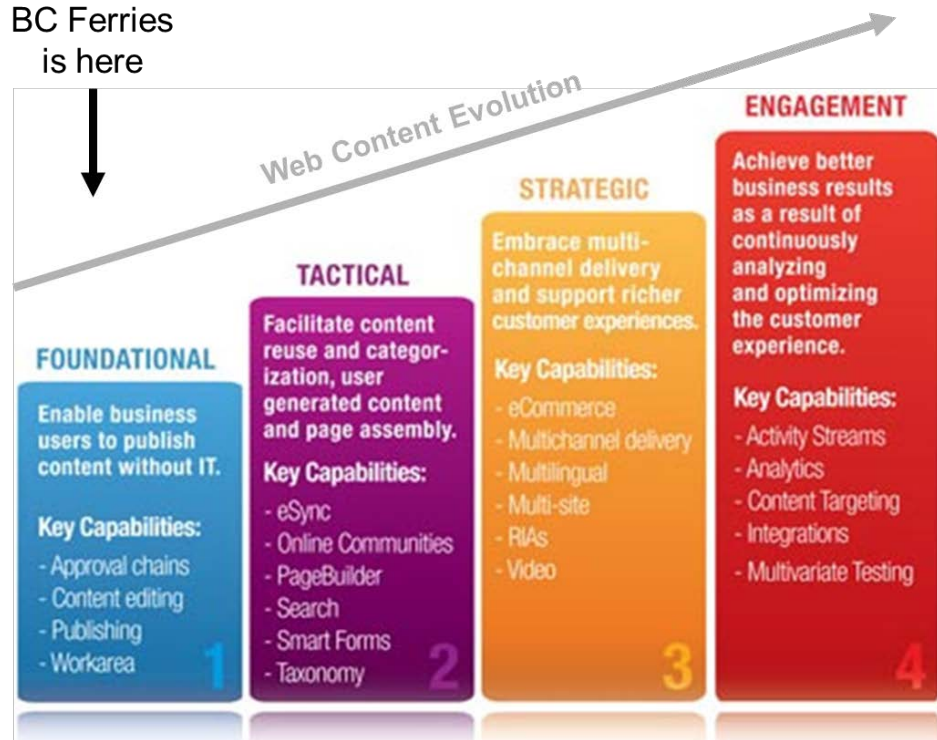 BC Ferries
is here
Web Content Evolution
FOUNDATIONAL
Enable business
users to publish
content without IT.
Key Capabilities:
- Approval chains
- Content editing
- Publishing
- Workarea
1
TACTICAL
Facilitate content
reuse and categor-
ization, user
generated content
and page assembly.
Key Capabilities:
- eSync
- Online Communities
- PageBuilder
- Search
- Smart Forms
- Taxonomy
2
STRATEGIC
Embrace multi-
channel delivery
and support richer
customer experiences.
Key Capabilities:
- eCommerce
- Multichannel delivery
- Multilingual
- Multi-site
- RIAs
- Video
3
ENGAGEMENT
Achieve better
business results
as a result of
continuously
analyzing
and optimizing
the customer
experience.
Key Capabilities:
- Activity Streams
- Analytics
- Content Targeting
- Integrations
- Multivariate Testing
4